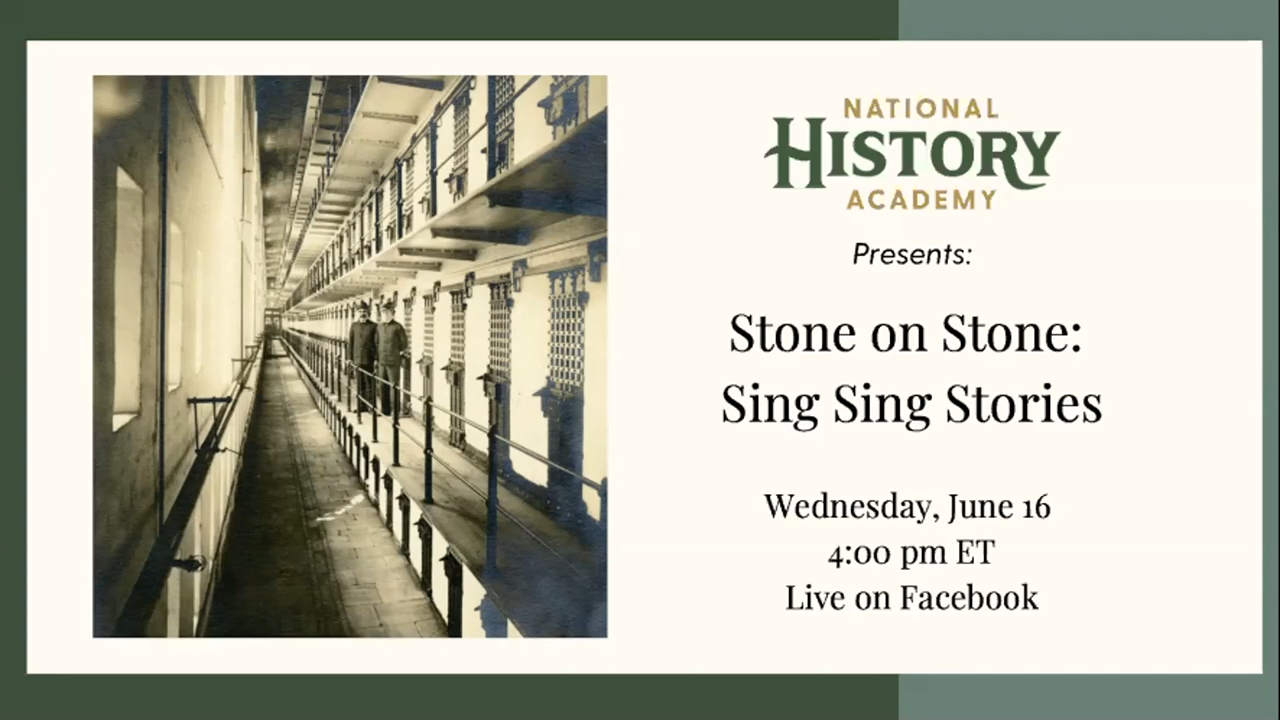 NATIONAL
HISTORY
ACADEMY
Presents:
Stone on Stone:
Sing Sing Stories
Wednesday, June 16
4:00 pm ET
Live on Facebook